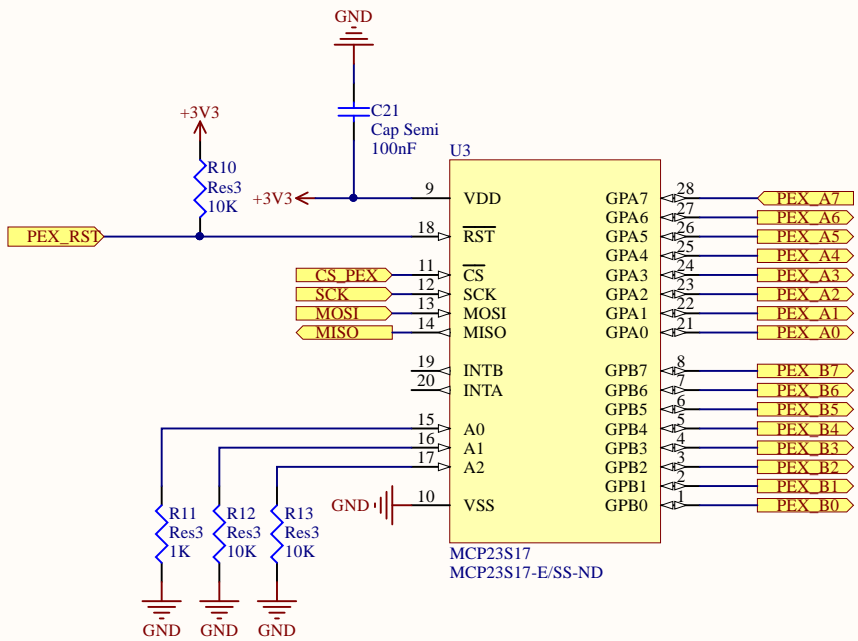 GND
C21
Cap Semi
100nF
+3V3
R10
Res3
10K
+3V3
PEX_RST
U3
9 VDD
18 RST
CS_PEX 11 CS
SCK 12 SCK
MOSI 13 MOSI
MISO 14 MISO
19 INTB
20 INTA
15 A0
16 A1
17 A2
GND 10 VSS
GPA7 28 PEX_A7
GPA6 27 PEX_A6
GPA5 26 PEX_A5
GPA4 25 PEX_A4
GPA3 24 PEX_A3
GPA2 23 PEX_A2
GPA1 22 PEX_A1
GPA0 21 PEX_A0
GPB7 8 PEX_B7
GPB6 7 PEX_B6
GPB5 6 PEX_B5
GPB4 5 PEX_B4
GPB3 4 PEX_B3
GPB2 3 PEX_B2
GPB1 2 PEX_B1
GPB0 1 PEX_B0
R11
Res3
1K
R12
Res3
10K
R13
Res3
10K
GND
GND
GND
MCP23S17
MCP23S17-E/SS-ND